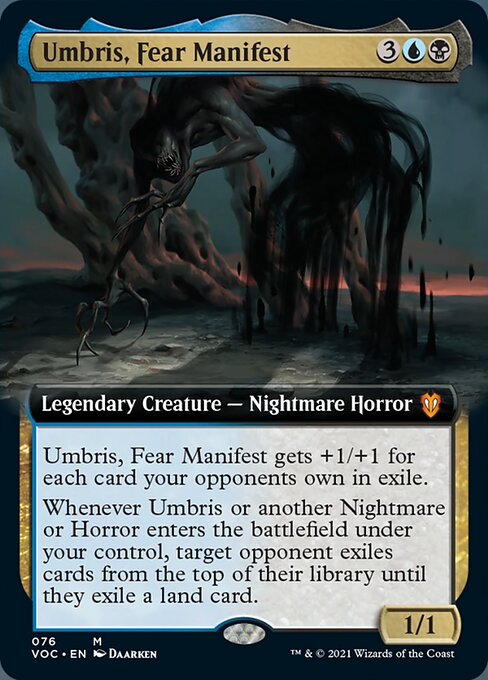 Umbris, Fear Manifest 3
Legendary Creature — Nightmare Horror
Umbris, Fear Manifest gets +1/+1 for
each card your opponents own in exile.
Whenever Umbris or another Nightmare
or Horror enters the battlefield under
your control, target opponent exiles
cards from the top of their library until
they exile a land card.
1/1
076 M
VOC • EN DAARKEN
™ & © 2021 Wizards of the Coast